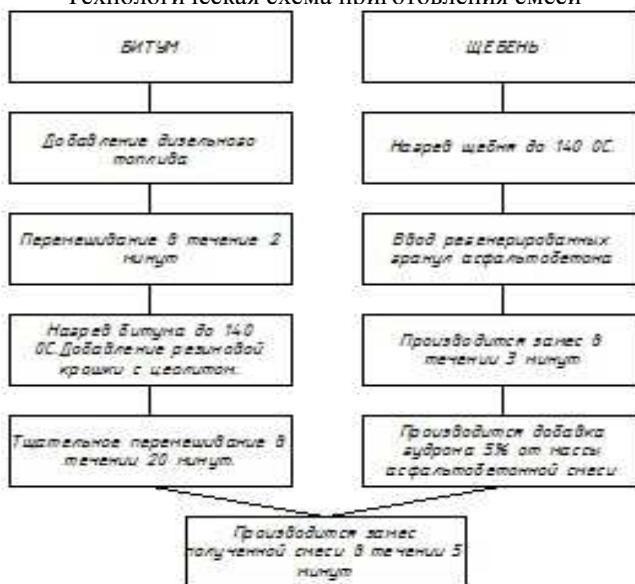 Технологическая схема приготовления смеси
БИТУМ
Добавление дизельного
топлива
Перемешивание в течение 2
минут
Нагрев битума до 140
0С.Добавление резиновой
крошки с цеолитом.
Тщательное перемешивание в
течении 20 минут.
ЩЕБЕНЬ
Нагрев щебня до 140 0С.
Ввод регенерированных
гранул асфальтобетона
Производится замес в
течении 3 минут
Производится добавка
гудрона 5% от массы
асфальтобетонной смеси
Производится замес
полученной смеси в течении 5
минут